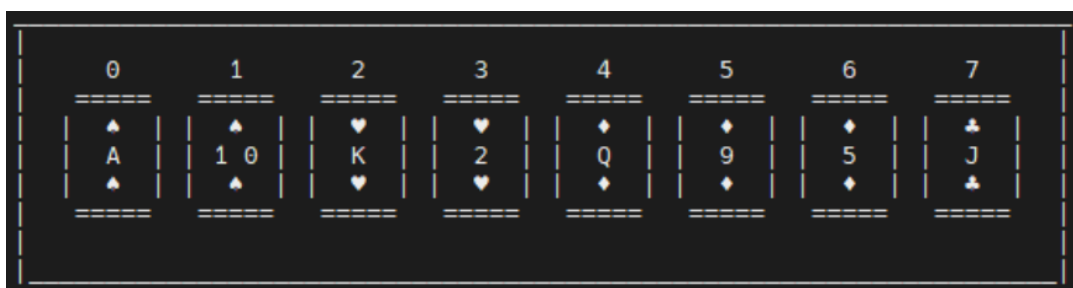 0 1 2 3 4 5 6 7
===== ===== ===== ===== ===== ===== ===== =====
| ♠ | | ♠ | | ♥ | | ♥ | | ♦ | | ♦ | | ♦ | | ♣ |
| A | | 1 0 | | K | | 2 | | Q | | 9 | | 5 | | J |
| ♠ | | ♠ | | ♥ | | ♥ | | ♦ | | ♦ | | ♦ | | ♣ |
===== ===== ===== ===== ===== ===== ===== =====